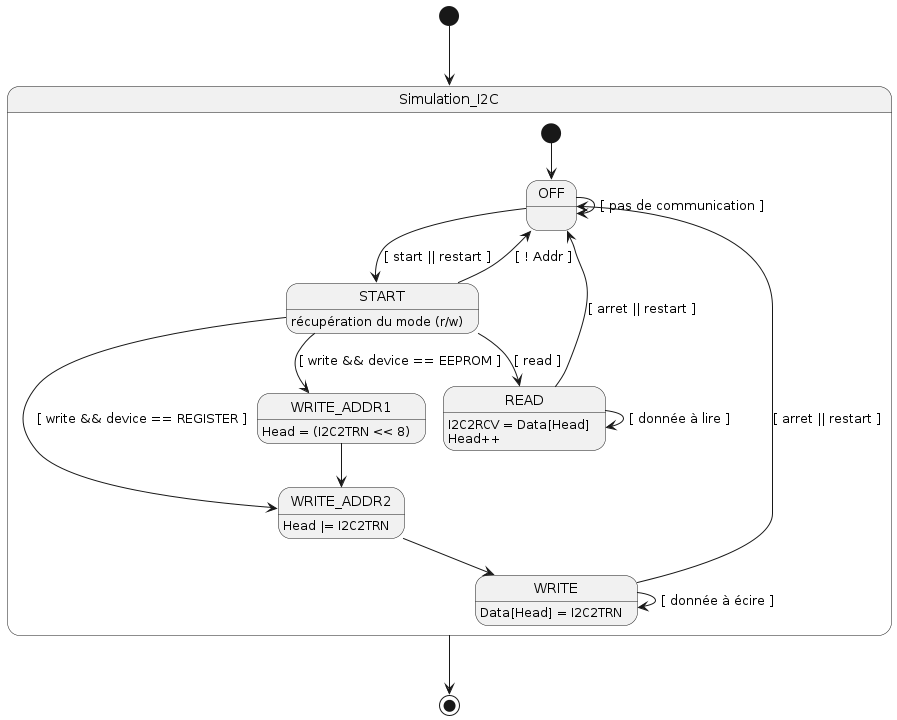 Simulation_I2C
OFF
[ pas de communication ]
[ start || restart ]
[ ! Addr ]
START
récupération du mode (r/w)
[ arret || restart ]
[ write && device == EEPROM ]
[ read ]
READ
I2C2RCV = Data[Head]
Head++
[ donnée à lire ]
[ write && device == REGISTER ]
WRITE_ADDR1
Head = (I2C2TRN << 8)
[ arret || restart ]
WRITE_ADDR2
Head |= I2C2TRN
WRITE
Data[Head] = I2C2TRN
[ donnée à écire ]